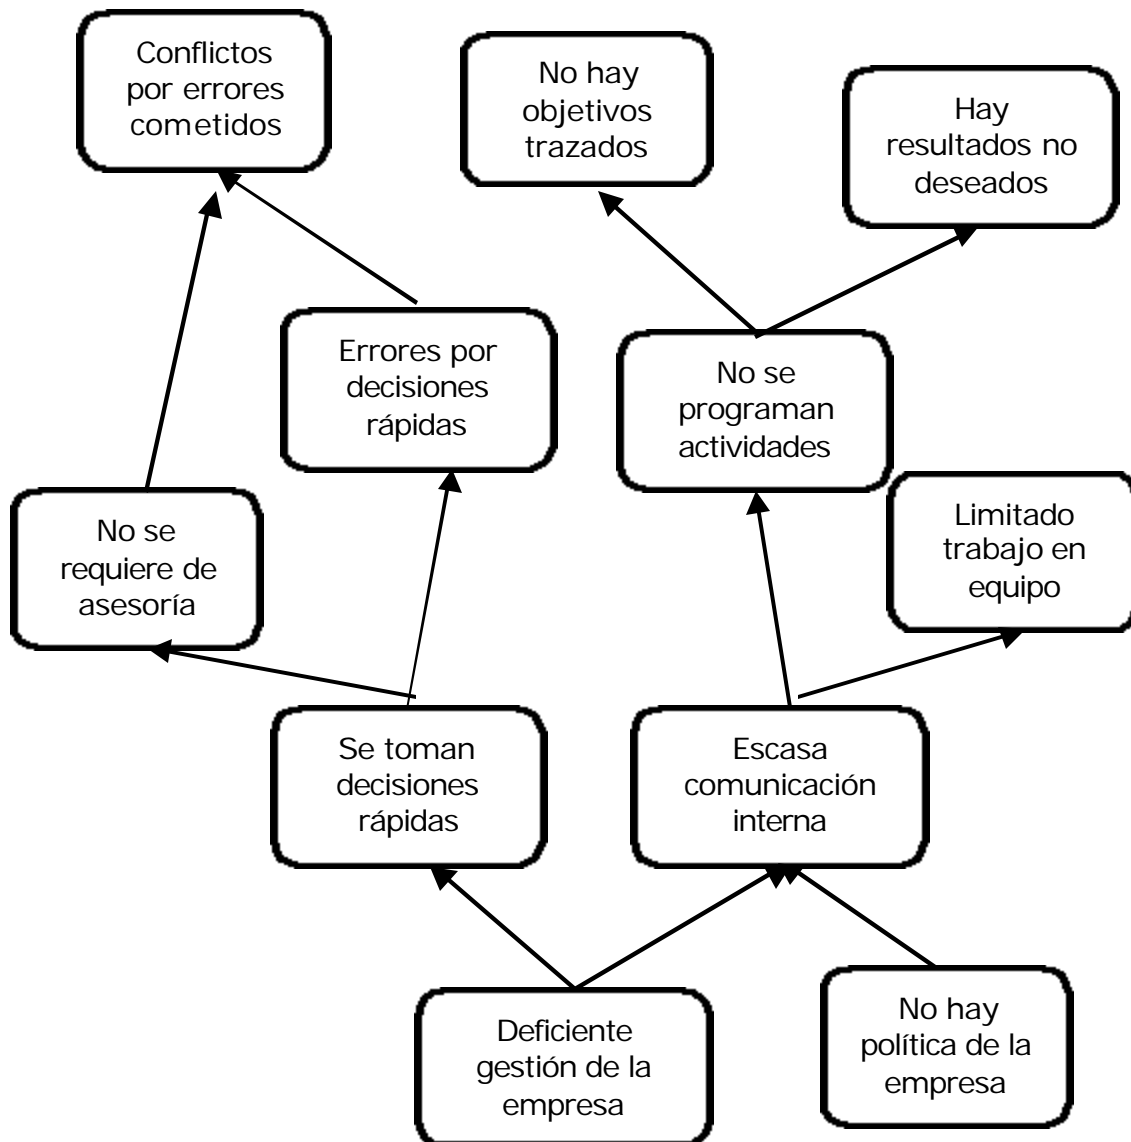 Conflictos
por errores
cometidos
No hay
objetivos
trazados
Hay
resultados no
deseados
Errores por
decisiones
rápidas
No se
programan
actividades
No se
requiere de
asesoría
Limitado
trabajo en
equipo
Se toman
decisiones
rápidas
Escasa
comunicación
interna
Deficiente
gestión de la
empresa
No hay
política de la
empresa